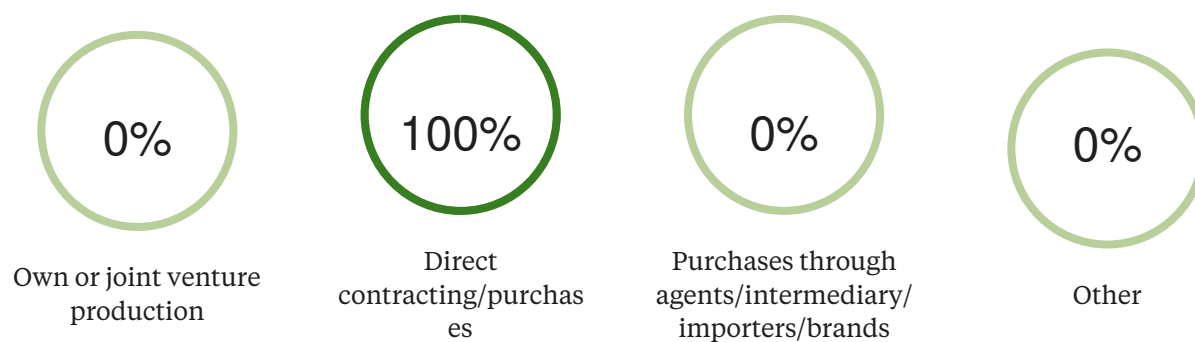 0%
Own or joint venture
production
100%
Direct
contracting/purchas
es
0%
Purchases through
agents/intermediary/
importers/brands
0%
Other